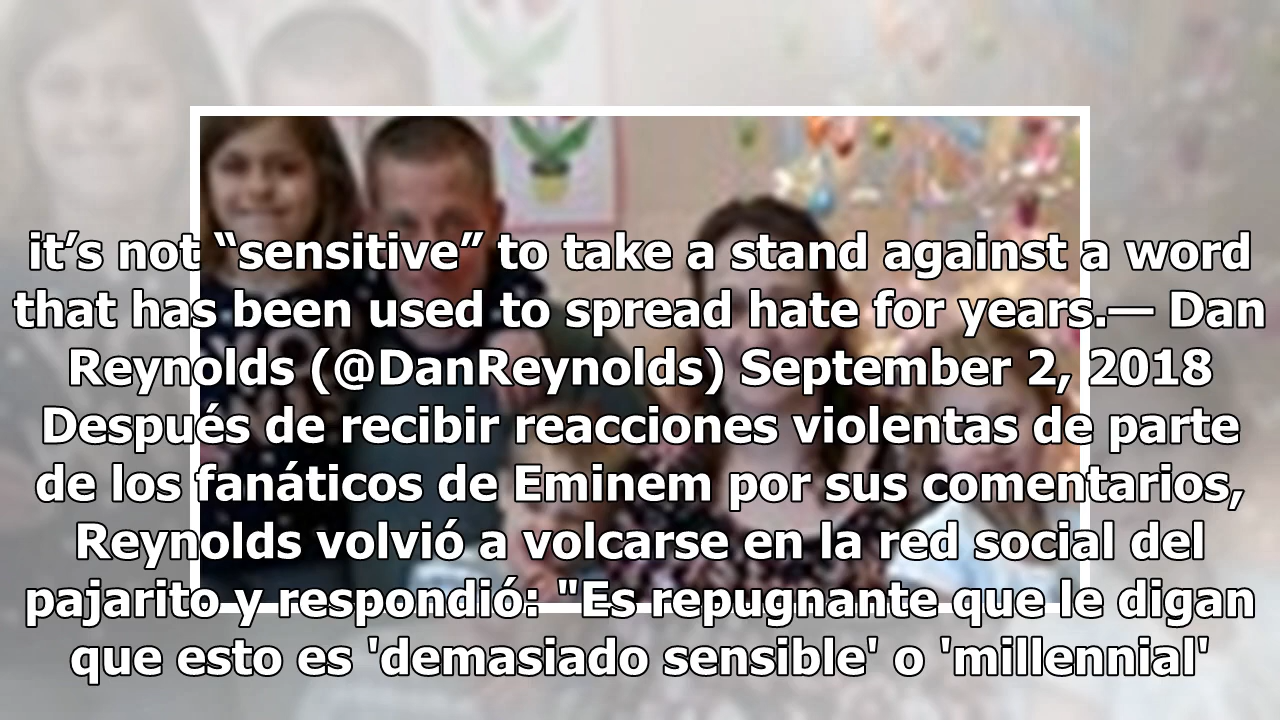 it’s not “sensitive” to take a stand against a word
that has been used to spread hate for years.— Dan
Reynolds (@DanReynolds) September 2, 2018
Después de recibir reacciones violentas de parte
de los fanáticos de Eminem por sus comentarios,
Reynolds volvió a volcarse en la red social del
pajarito y respondió: "Es repugnante que le digan
que esto es 'demasiado sensible' o 'millennial'